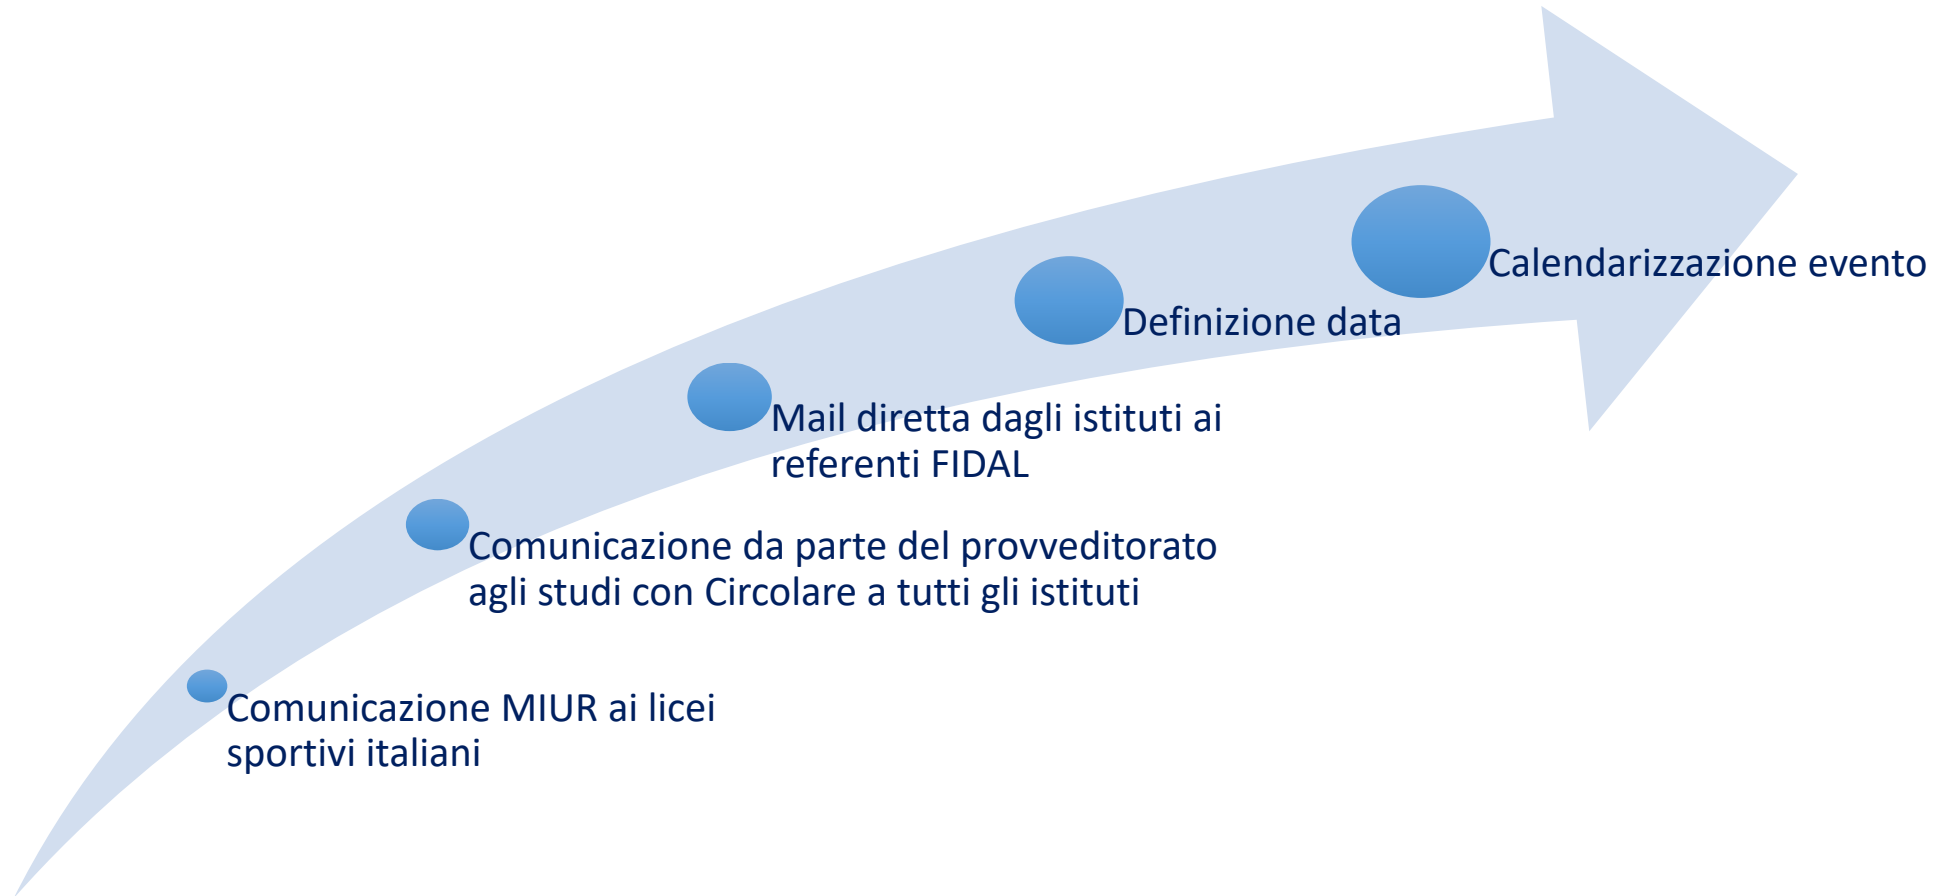 Calendarizzazione evento
Definizione data
Mail diretta dagli istituti ai
referenti FIDAL
Comunicazione da parte del provveditorato
agli studi con Circolare a tutti gli istituti
Comunicazione MIUR ai licei
sportivi italiani